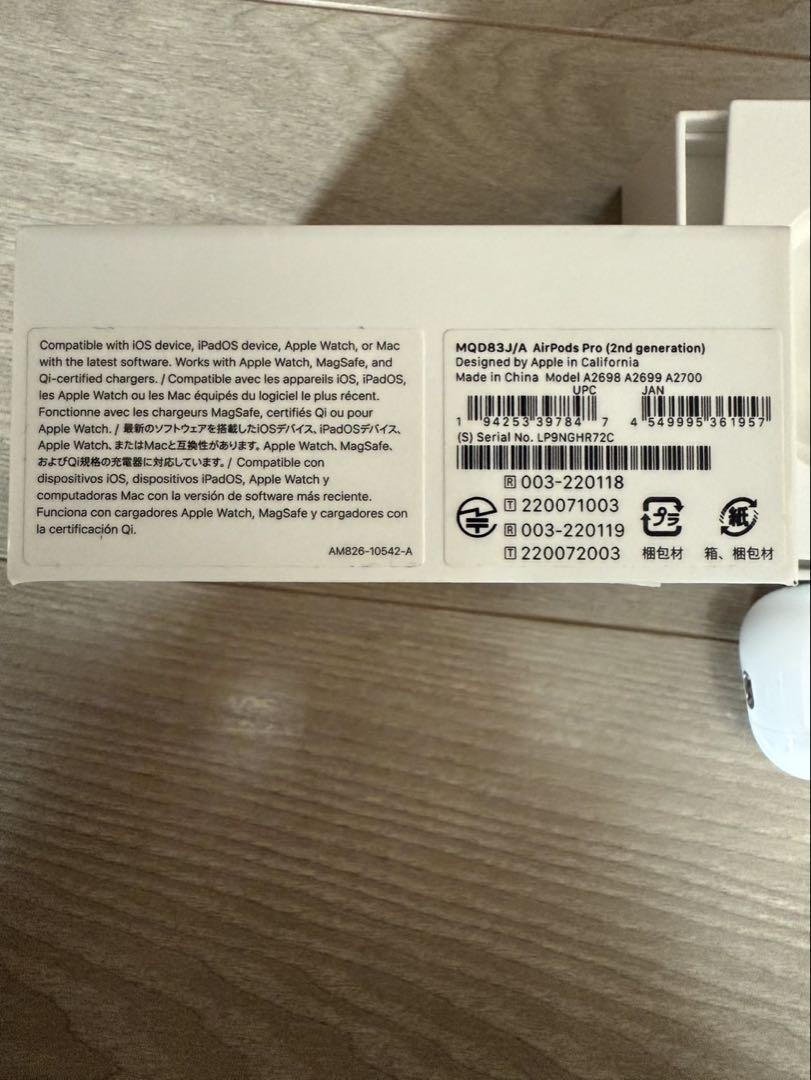 Compatible with iOS device, iPadOS device, Apple Watch, or Mac
with the latest software. Works with Apple Watch, MagSafe, and
Qi-certified chargers. / Compatible avec les appareils iOS, iPadOS,
les Apple Watch ou les Mac équipés du logiciel le plus récent.
Fonctionne avec les chargeurs MagSafe, certifiés Qi ou pour
Apple Watch. / 最新のソフトウェアを搭載したiOSデバイス、iPadOSデバイス、
Apple Watch、またはMacと互換性があります。Apple Watch、MagSafe、
およびQi規格の充電器に対応しています。/ Compatible con
dispositivos iOS, dispositivos iPadOS, Apple Watch y
computadoras Mac con la versión de software más reciente.
Funciona con cargadores Apple Watch, MagSafe y cargadores con
la certificación Qi.
AM826-10542-A
MQD83J/A AirPods Pro (2nd generation)
Designed by Apple in California
Made in China Model A2698 A2699 A2700
UPC JAN
1 94253 39784 7 4 549995 361957
(S) Serial No. LP9NGHR72C
R 003-220118
T 220071003
R 003-220119
T 220072003
プラ 紙
梱包材 箱、梱包材